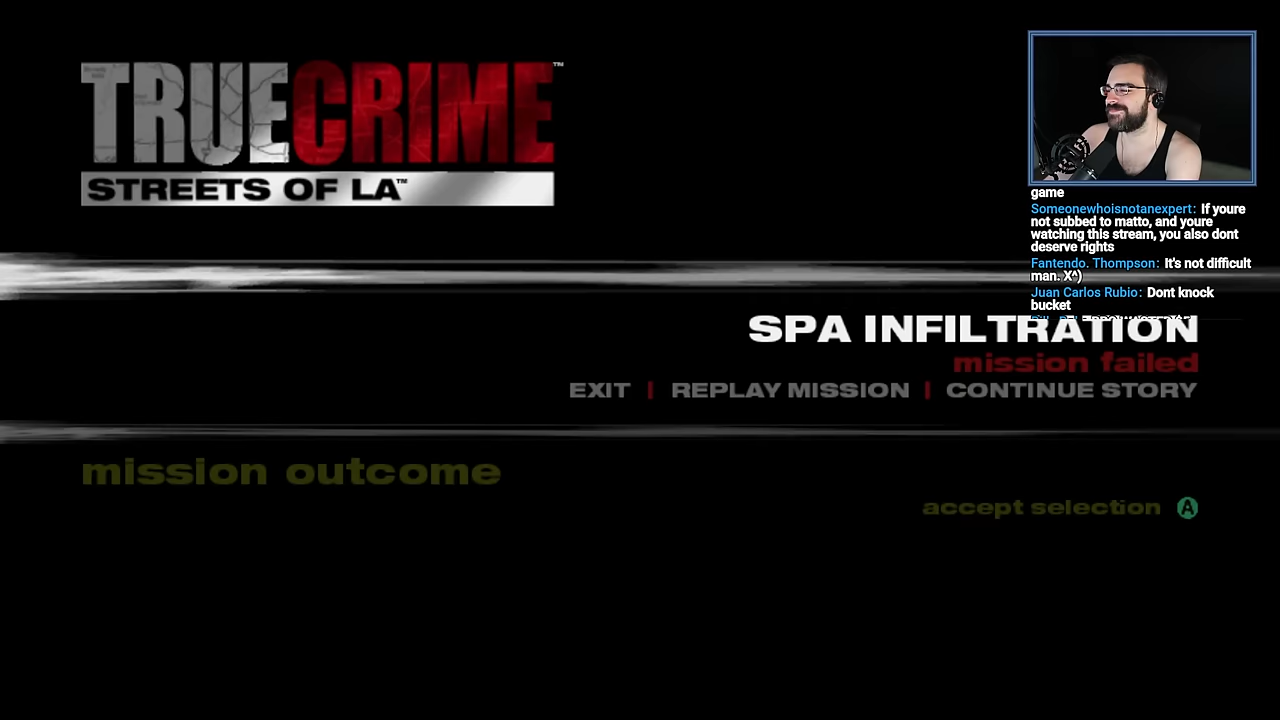 TRUECRIME™
STREETS OF LA™
game
Someonewhoisnotanexpert: If youre
not subbed to matto, and youre
watching this stream, you also dont
deserve rights
Fantendo. Thompson: It's not difficult
man. X^)
Juan Carlos Rubio: Dont knock
bucket
SPA INFILTRATION
mission failed
EXIT | REPLAY MISSION | CONTINUE STORY
mission outcome
accept selection A